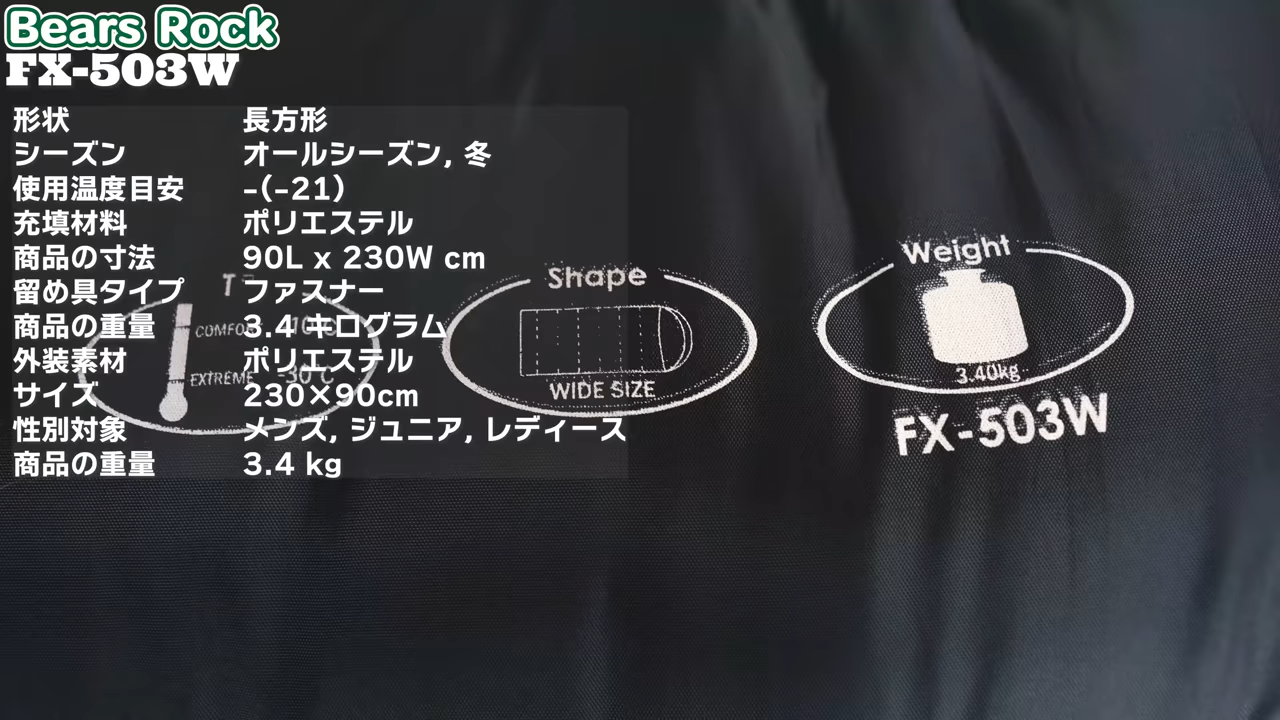 Bears Rock
FX-503W
形状 長方形
シーズン オールシーズン, 冬
使用温度目安 -(-21)
充填材料 ポリエステル
商品の寸法 90L x 230W cm
留め具タイプ ファスナー
商品の重量 3.4 キログラム
外装素材 ポリエステル
サイズ 230×90cm
性別対象 メンズ, ジュニア, レディース
商品の重量 3.4 kg
EXTREME
Shape
WIDE SIZE
Weight
3.40kg
FX-503W